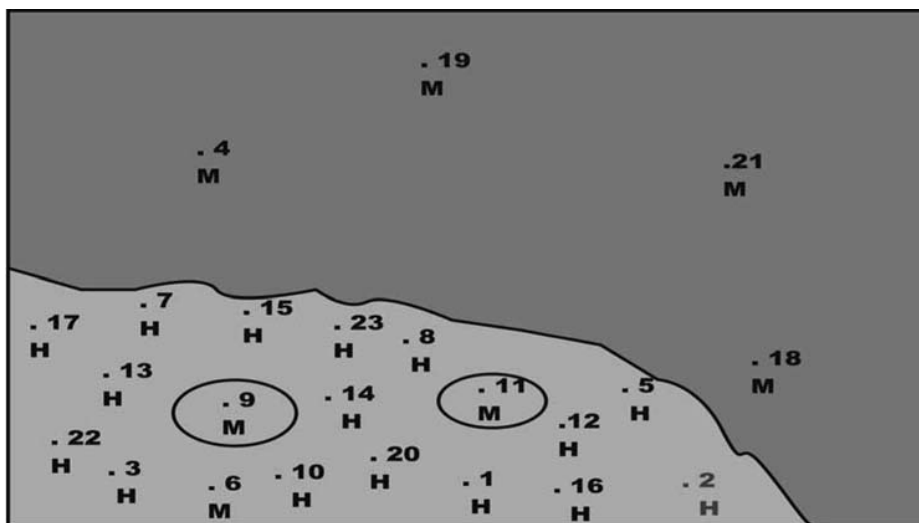 . 19
M
. 4
M
.21
M
. 7
H
. 15
H
. 17
H
. 23
H
. 8
H
. 18
M
. 13
H
. 9
M
. 14
H
. 11
M
. 5
H
.12
H
. 22
H
. 3
H
. 6
M
. 10
H
. 20
H
. 1
H
. 16
H
. 2
H